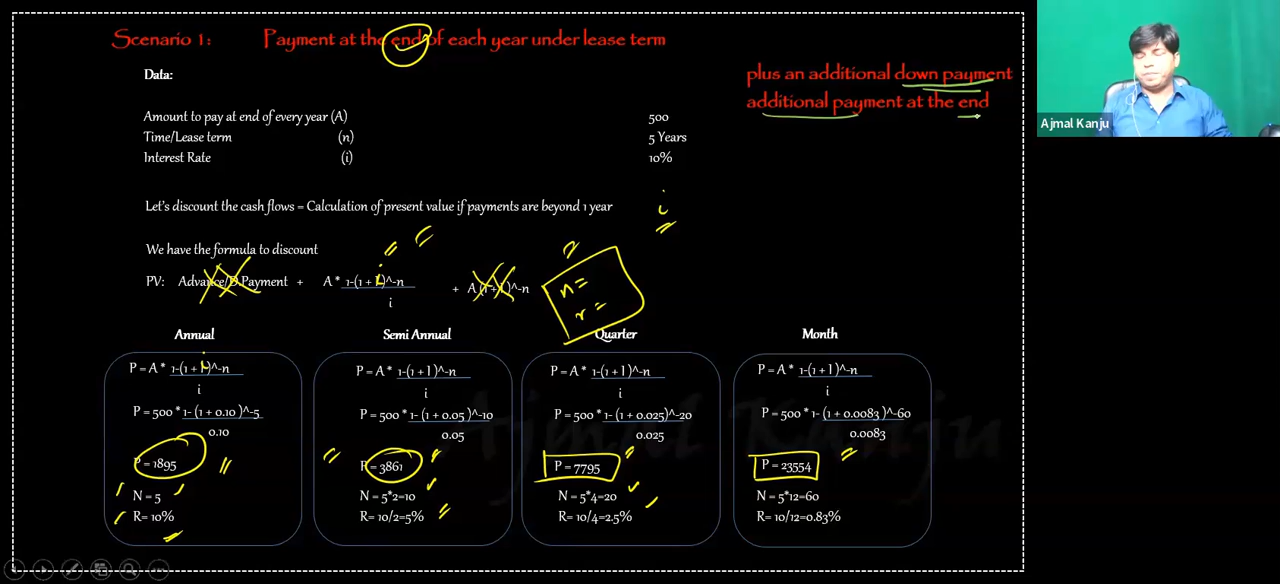 Scenario 1: Payment at the end of each year under lease term
plus an additional down payment
additional payment at the end
Ajmal Kanju
Data:
Amount to pay at end of every year (A) 500
Time/Lease term (n) 5 Years
Interest Rate (i) 10%
Let's discount the cash flows = Calculation of present value if payments are beyond 1 year
i
We have the formula to discount
PV: Advance/D.Payment + A * 1-(1 + i)^-n + A (1+1)^-n
i
n =
r =
Annual Semi Annual Quarter Month
P = A * 1-(1 + i)^-n P = A * 1-(1 + 1)^-n P = A * 1-(1 + 1)^-n P = A * 1-(1 + 1)^-n
i i i i
P = 500 * 1- (1 + 0.10 )^-5 P = 500 * 1- (1 + 0.05 )^-10 P = 500 * 1- (1 + 0.025)^-20 P = 500 * 1- (1 + 0.0083 )^-60
0.10 0.05 0.025 0.0083
P = 1895 P = 3861 P = 7795 P = 23554
N = 5 N = 5*2=10 N = 5*4=20 N = 5*12=60
R = 10% R = 10/2=5% R = 10/4=2.5% R = 10/12=0.83%
Ajmal Kanju